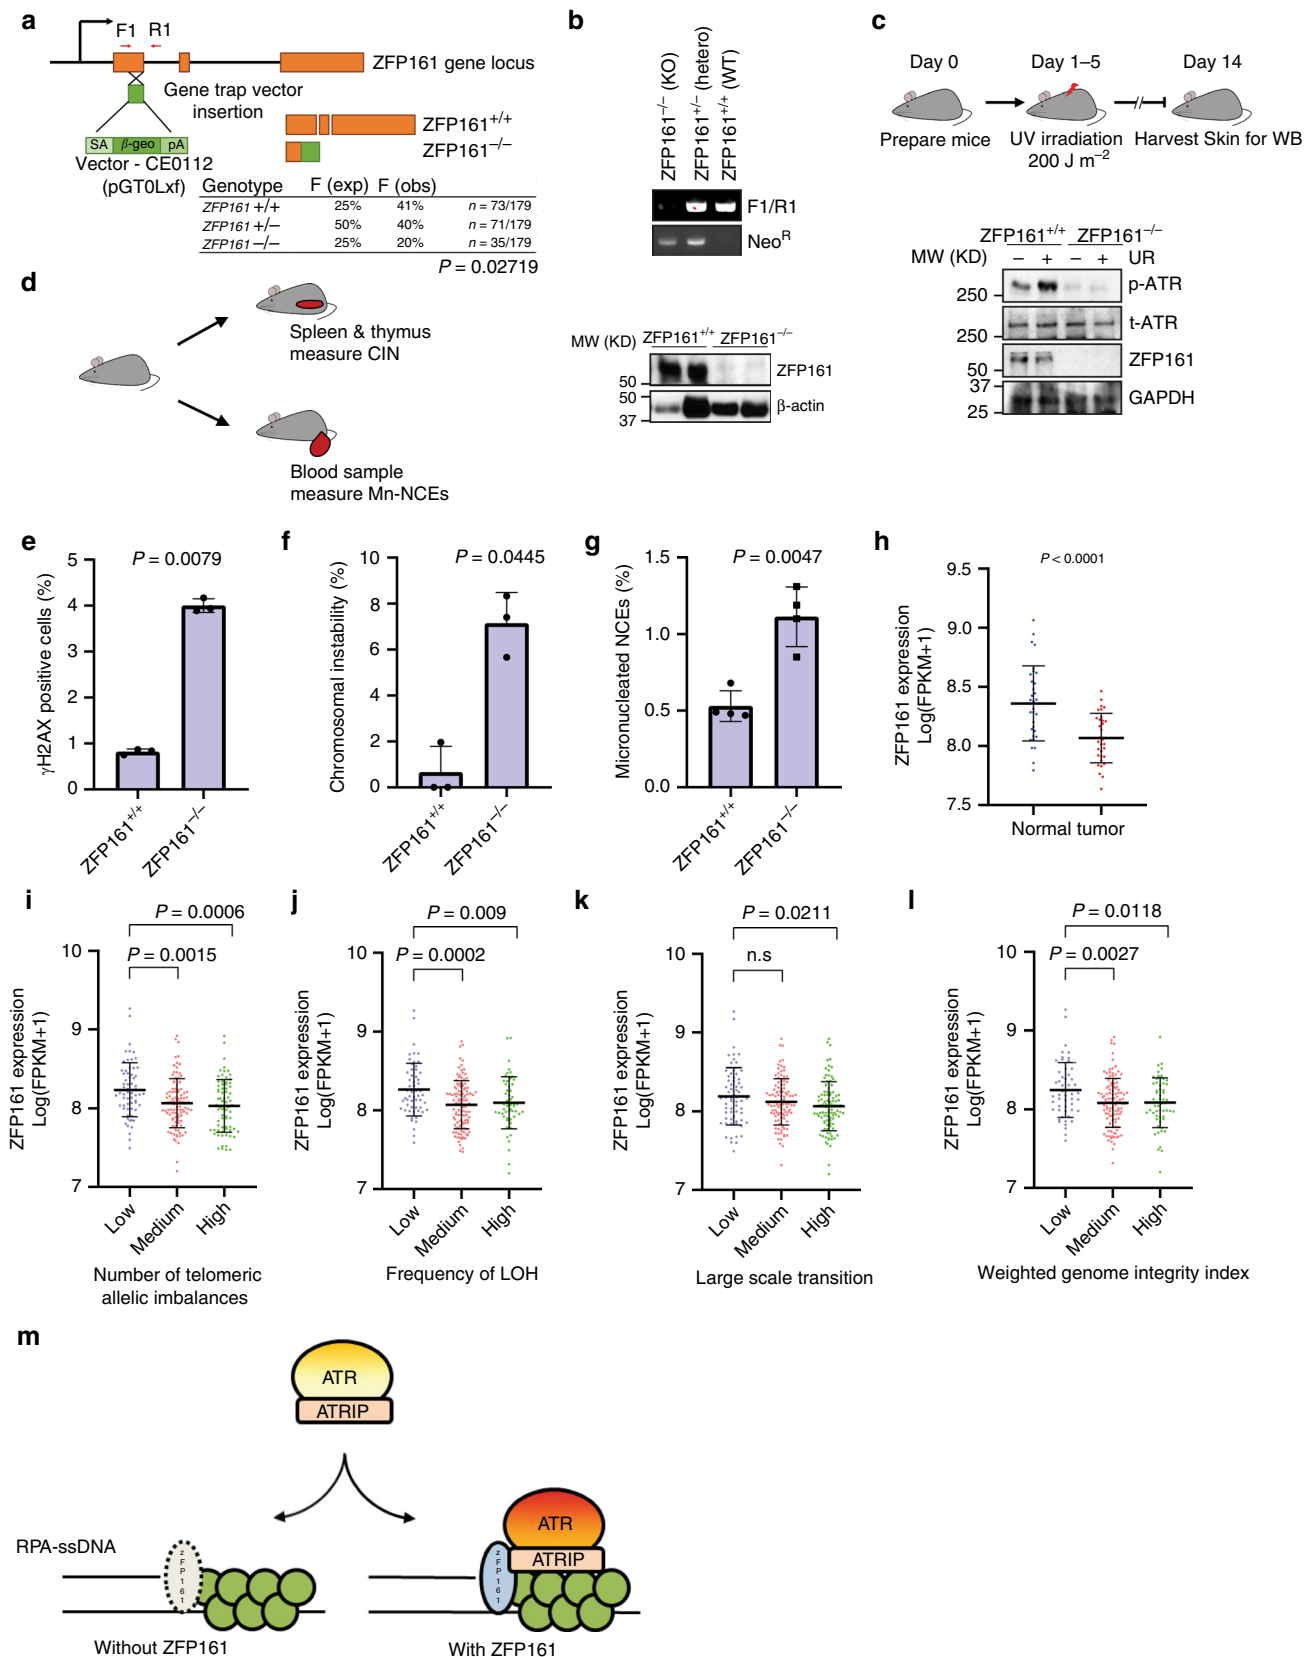 a
F1
R1
ZFP161 gene locus
Gene trap vector
insertion
SA β-geo pA
Vector - CE0112
(pGT0Lxf)
ZFP161+/+
ZFP161−/−
Genotype F (exp) F (obs)
ZFP161 +/+ 25% 41% n = 73/179
ZFP161 +/− 50% 40% n = 71/179
ZFP161 −/− 25% 20% n = 35/179
P = 0.02719
b
ZFP161−/− (KO)
ZFP161+/− (hetero)
ZFP161+/+ (WT)
F1/R1
NeoR
MW (KD) ZFP161+/+ ZFP161−/−
50
ZFP161
50
37
β-actin
c
Day 0 Day 1–5 Day 14
Prepare mice
UV irradiation
200 J m−2
Harvest Skin for WB
ZFP161+/+ ZFP161−/−
MW (KD) − + − + UR
250
p-ATR
250
t-ATR
50
ZFP161
37
25
GAPDH
d
Spleen & thymus
measure CIN
Blood sample
measure Mn-NCEs
e
P = 0.0079
γH2AX positive cells (%)
5
4
3
2
1
0
ZFP161+/+
ZFP161−/−
f
P = 0.0445
Chromosomal instability (%)
10
8
6
4
2
0
ZFP161+/+
ZFP161−/−
g
P = 0.0047
Micronucleated NCEs (%)
1.5
1.0
0.5
0.0
ZFP161+/+
ZFP161−/−
h
P < 0.0001
ZFP161 expression
Log(FPKM+1)
9.5
9.0
8.5
8.0
7.5
Normal tumor
i
P = 0.0006
P = 0.0015
ZFP161 expression
Log(FPKM+1)
10
9
8
7
Low
Medium
High
Number of telomeric
allelic imbalances
j
P = 0.009
P = 0.0002
ZFP161 expression
Log(FPKM+1)
10
9
8
7
Low
Medium
High
Frequency of LOH
k
P = 0.0211
n.s
ZFP161 expression
Log(FPKM+1)
10
9
8
7
Low
Medium
High
Large scale transition
l
P = 0.0118
P = 0.0027
ZFP161 expression
Log(FPKM+1)
10
9
8
7
Low
Medium
High
Weighted genome integrity index
m
ATR
ATRIP
RPA-ssDNA
ZFP161
Without ZFP161
ATR
ATRIP
ZFP161
With ZFP161